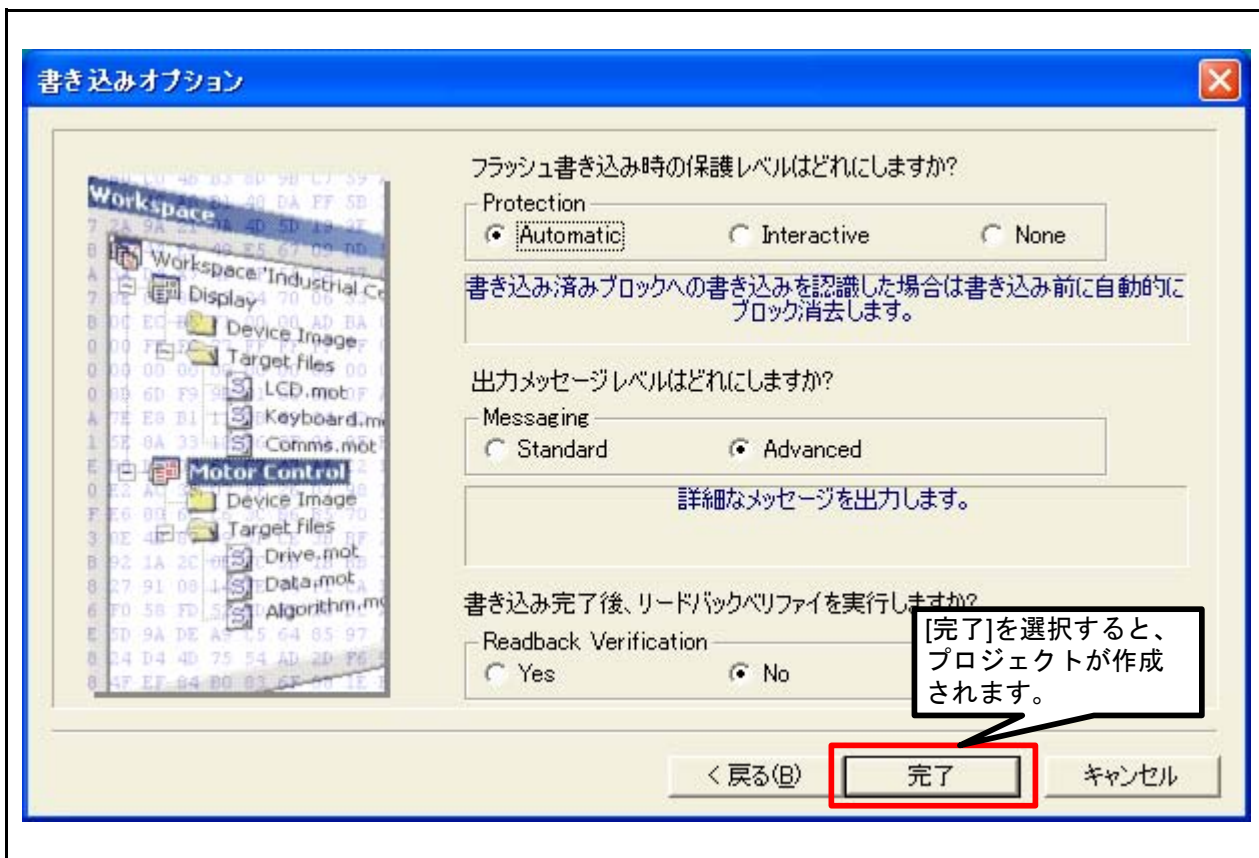 書き込みオプション
Workspace
Workspace 'Industrial Co
Display
Device Image
Target files
LCD.mot
Keyboard.m
Comms.mot
Motor Control
Device Image
Target files
Drive.mot
Data.mot
Algorithm.mo
フラッシュ書き込み時の保護レベルはどれにしますか?
Protection
Automatic Interactive None
書き込み済みブロックへの書き込みを認識した場合は書き込み前に自動的に
ブロック消去します。
出力メッセージレベルはどれにしますか?
Messaging
Standard Advanced
詳細なメッセージを出力します。
書き込み完了後、リードバックベリファイを実行しますか?
Readback Verification
Yes No
[完了]を選択すると、
プロジェクトが作成
されます。
< 戻る(B) 完了 キャンセル